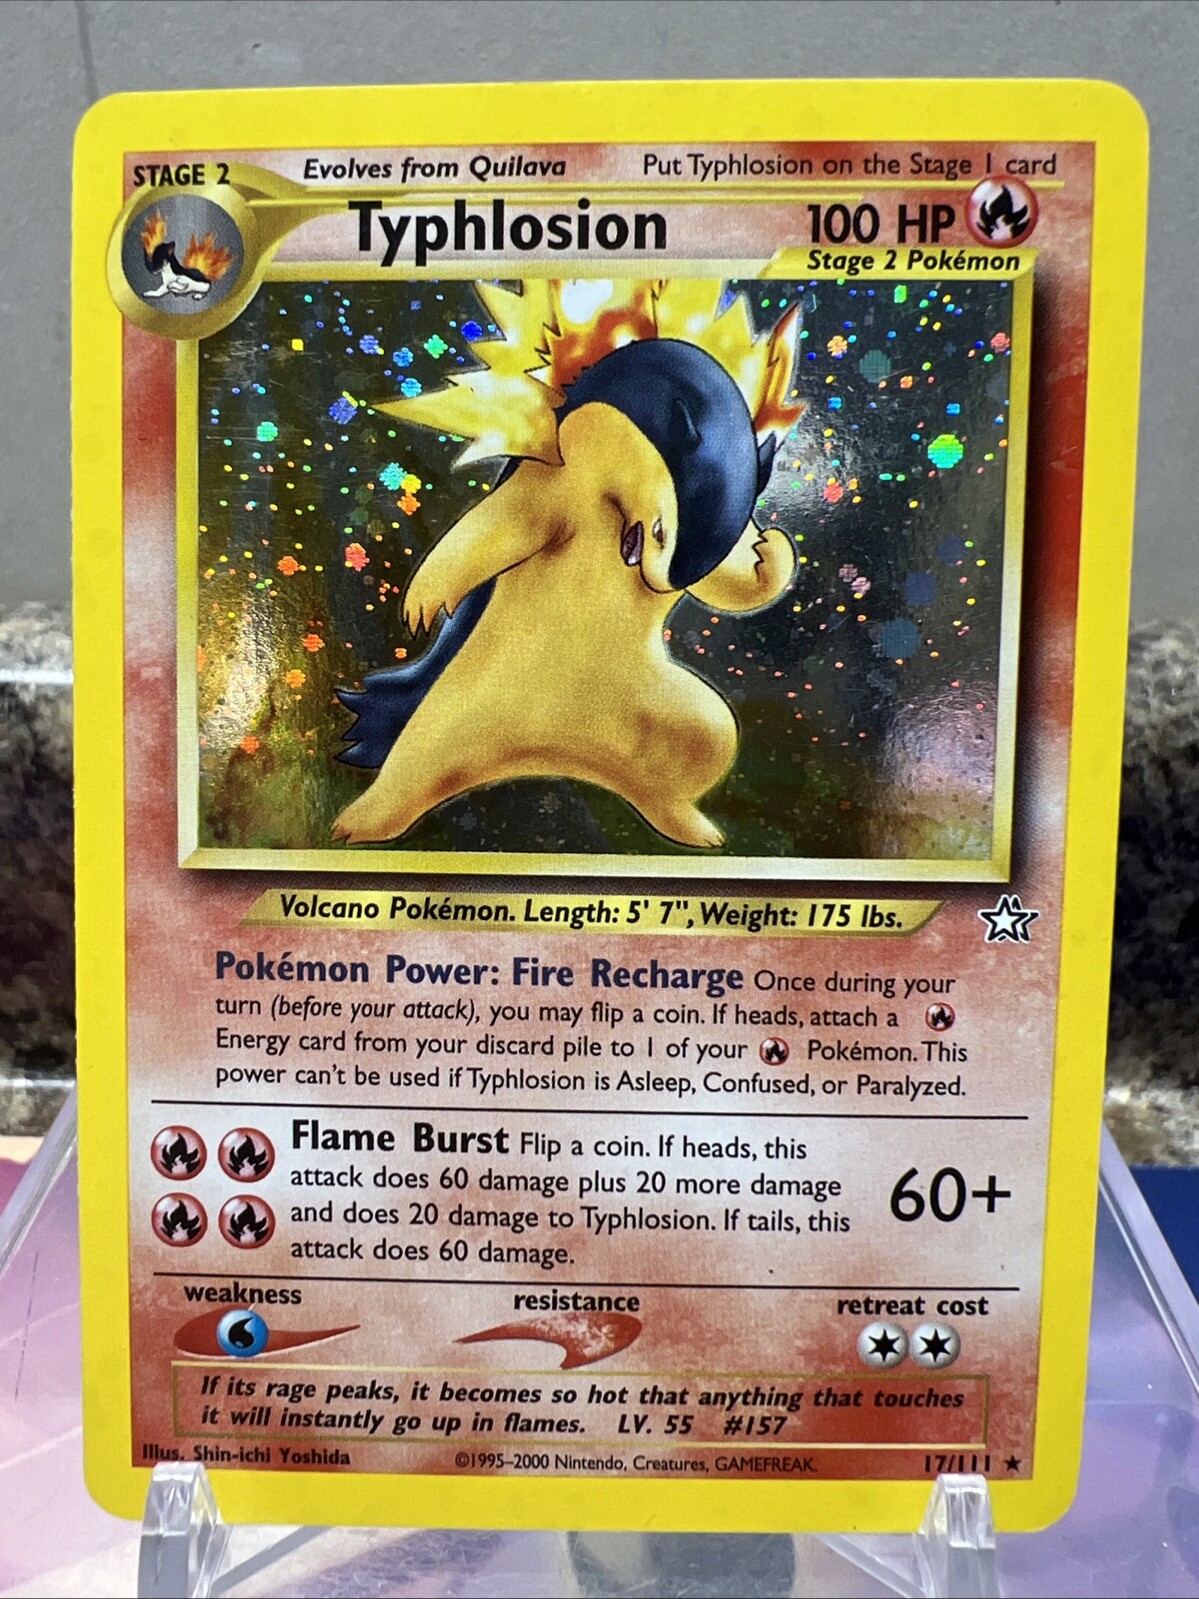 STAGE 2 Evolves from Quilava Put Typhlosion on the Stage 1 card
Typhlosion 100 HP
Stage 2 Pokémon
Volcano Pokémon. Length: 5' 7", Weight: 175 lbs.
Pokémon Power: Fire Recharge Once during your
turn (before your attack), you may flip a coin. If heads, attach a
Energy card from your discard pile to 1 of your Pokémon. This
power can't be used if Typhlosion is Asleep, Confused, or Paralyzed.
Flame Burst Flip a coin. If heads, this
attack does 60 damage plus 20 more damage
and does 20 damage to Typhlosion. If tails, this
attack does 60 damage.
60+
weakness resistance retreat cost
If its rage peaks, it becomes so hot that anything that touches
it will instantly go up in flames. LV. 55 #157
Illus. Shin-ichi Yoshida ©1995–2000 Nintendo, Creatures, GAMEFREAK. 17/111 ★